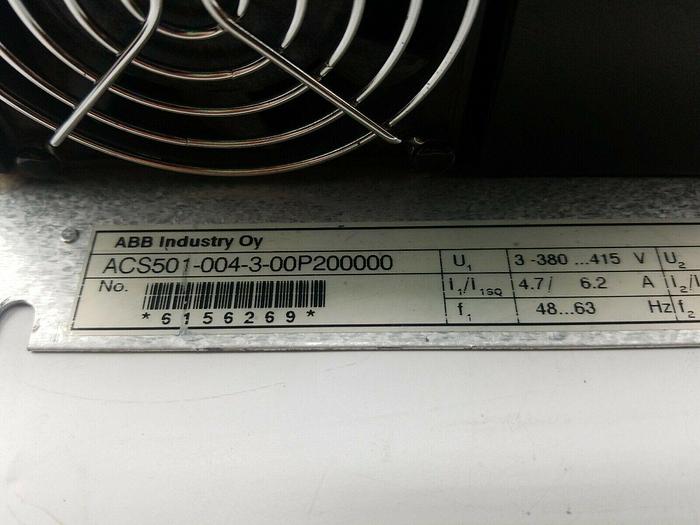 ABB Industry Oy
ACS501-004-3-00P200000
No.
*6156269*
U1 3 -380 ...415 V U2
I1/I1SQ 4.7/ 6.2 A I2/I
f1 48...63 Hz f2